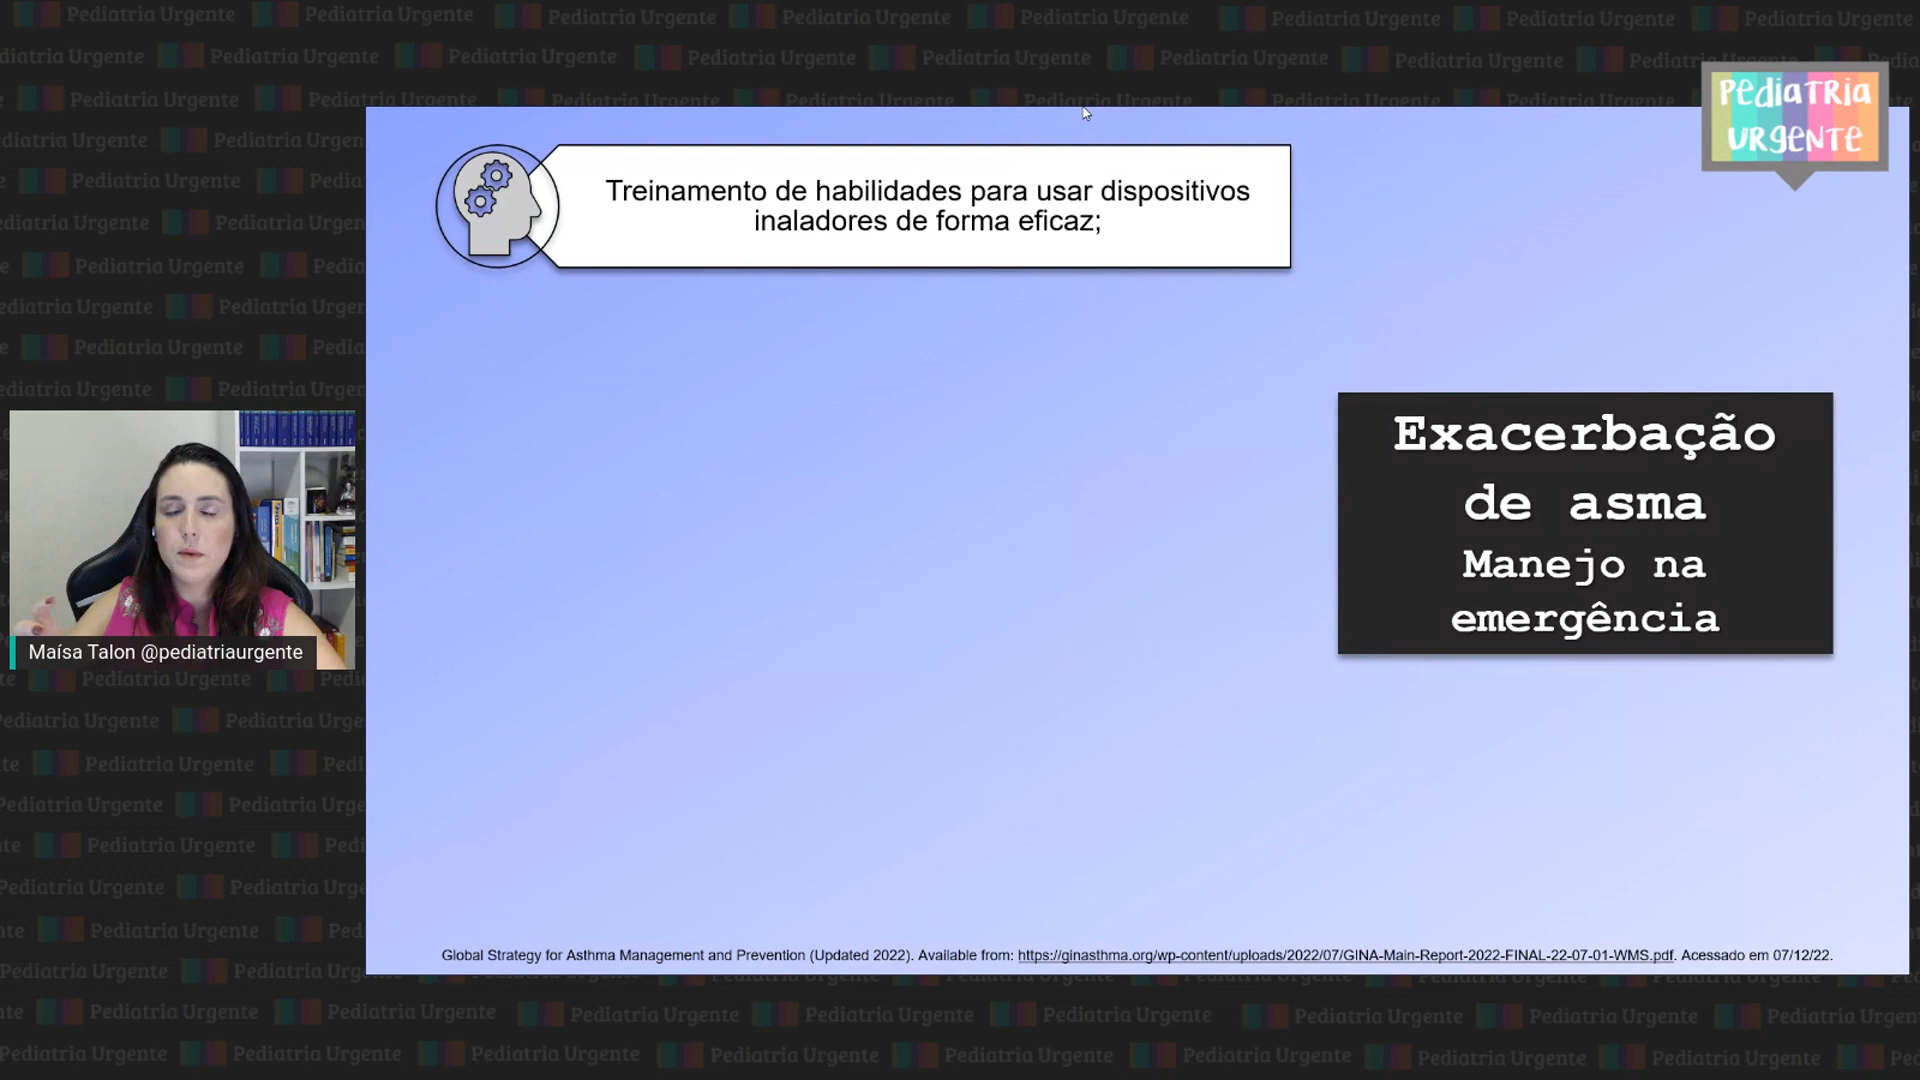 PEDIATRIA
URGENTE
Treinamento de habilidades para usar dispositivos
inaladores de forma eficaz;
Exacerbação
de asma
Manejo na
emergência
Maísa Talon @pediatriaurgente
Global Strategy for Asthma Management and Prevention (Updated 2022). Available from: https://ginasthma.org/wp-content/uploads/2022/07/GINA-Main-Report-2022-FINAL-22-07-01-WMS.pdf. Acessado em 07/12/22.